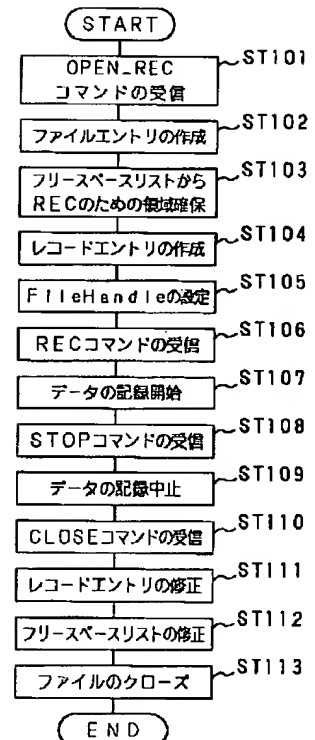 START
OPEN_REC
コマンドの受信
ST101
ファイルエントリの作成
ST102
フリースペースリストから
RECのための領域確保
ST103
レコードエントリの作成
ST104
FileHandleの設定
ST105
RECコマンドの受信
ST106
データの記録開始
ST107
STOPコマンドの受信
ST108
データの記録中止
ST109
CLOSEコマンドの受信
ST110
レコードエントリの修正
ST111
フリースペースリストの修正
ST112
ファイルのクローズ
ST113
END